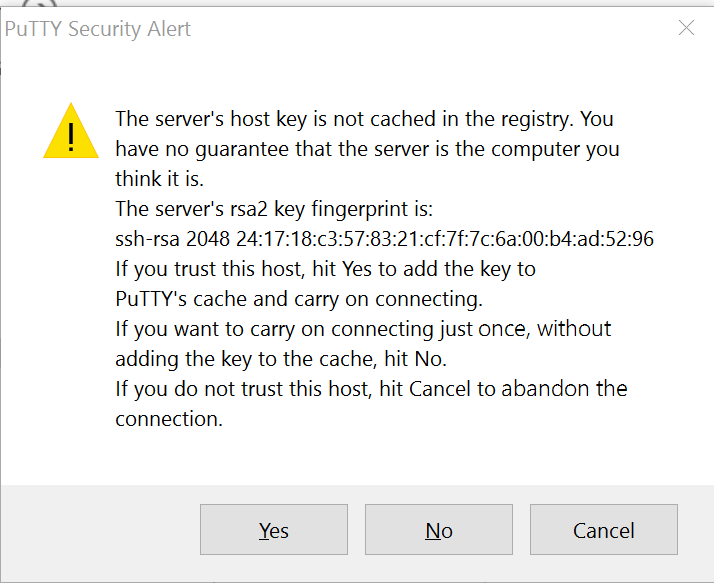 PuTTY Security Alert
The server's host key is not cached in the registry. You
have no guarantee that the server is the computer you
think it is.
The server's rsa2 key fingerprint is:
ssh-rsa 2048 24:17:18:c3:57:83:21:cf:7f:7c:6a:00:b4:ad:52:96
If you trust this host, hit Yes to add the key to
PuTTY's cache and carry on connecting.
If you want to carry on connecting just once, without
adding the key to the cache, hit No.
If you do not trust this host, hit Cancel to abandon the
connection.
Yes No Cancel